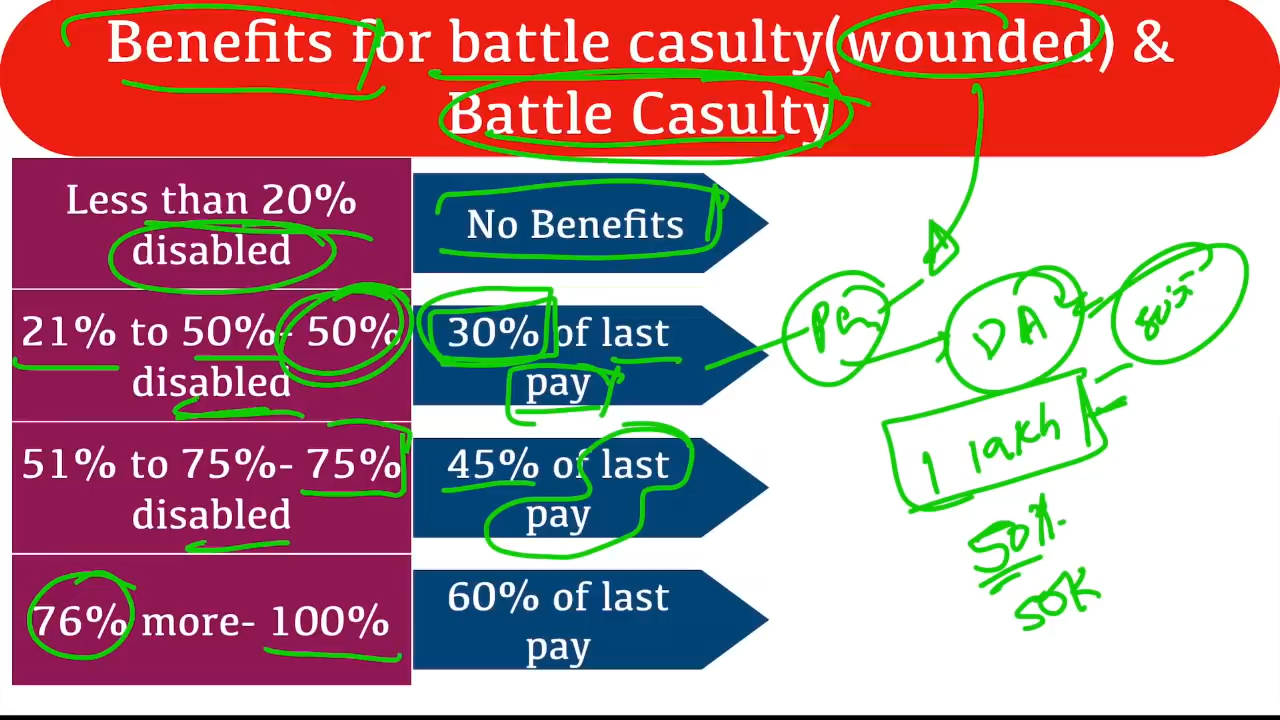 Benefits for battle casulty(wounded) &
Battle Casulty
Less than 20%
disabled
No Benefits
21% to 50%- 50%
disabled
30% of last
pay
51% to 75%- 75%
disabled
45% of last
pay
76% more- 100%
60% of last
pay
Pay
DA
1 lakh
50%
50K